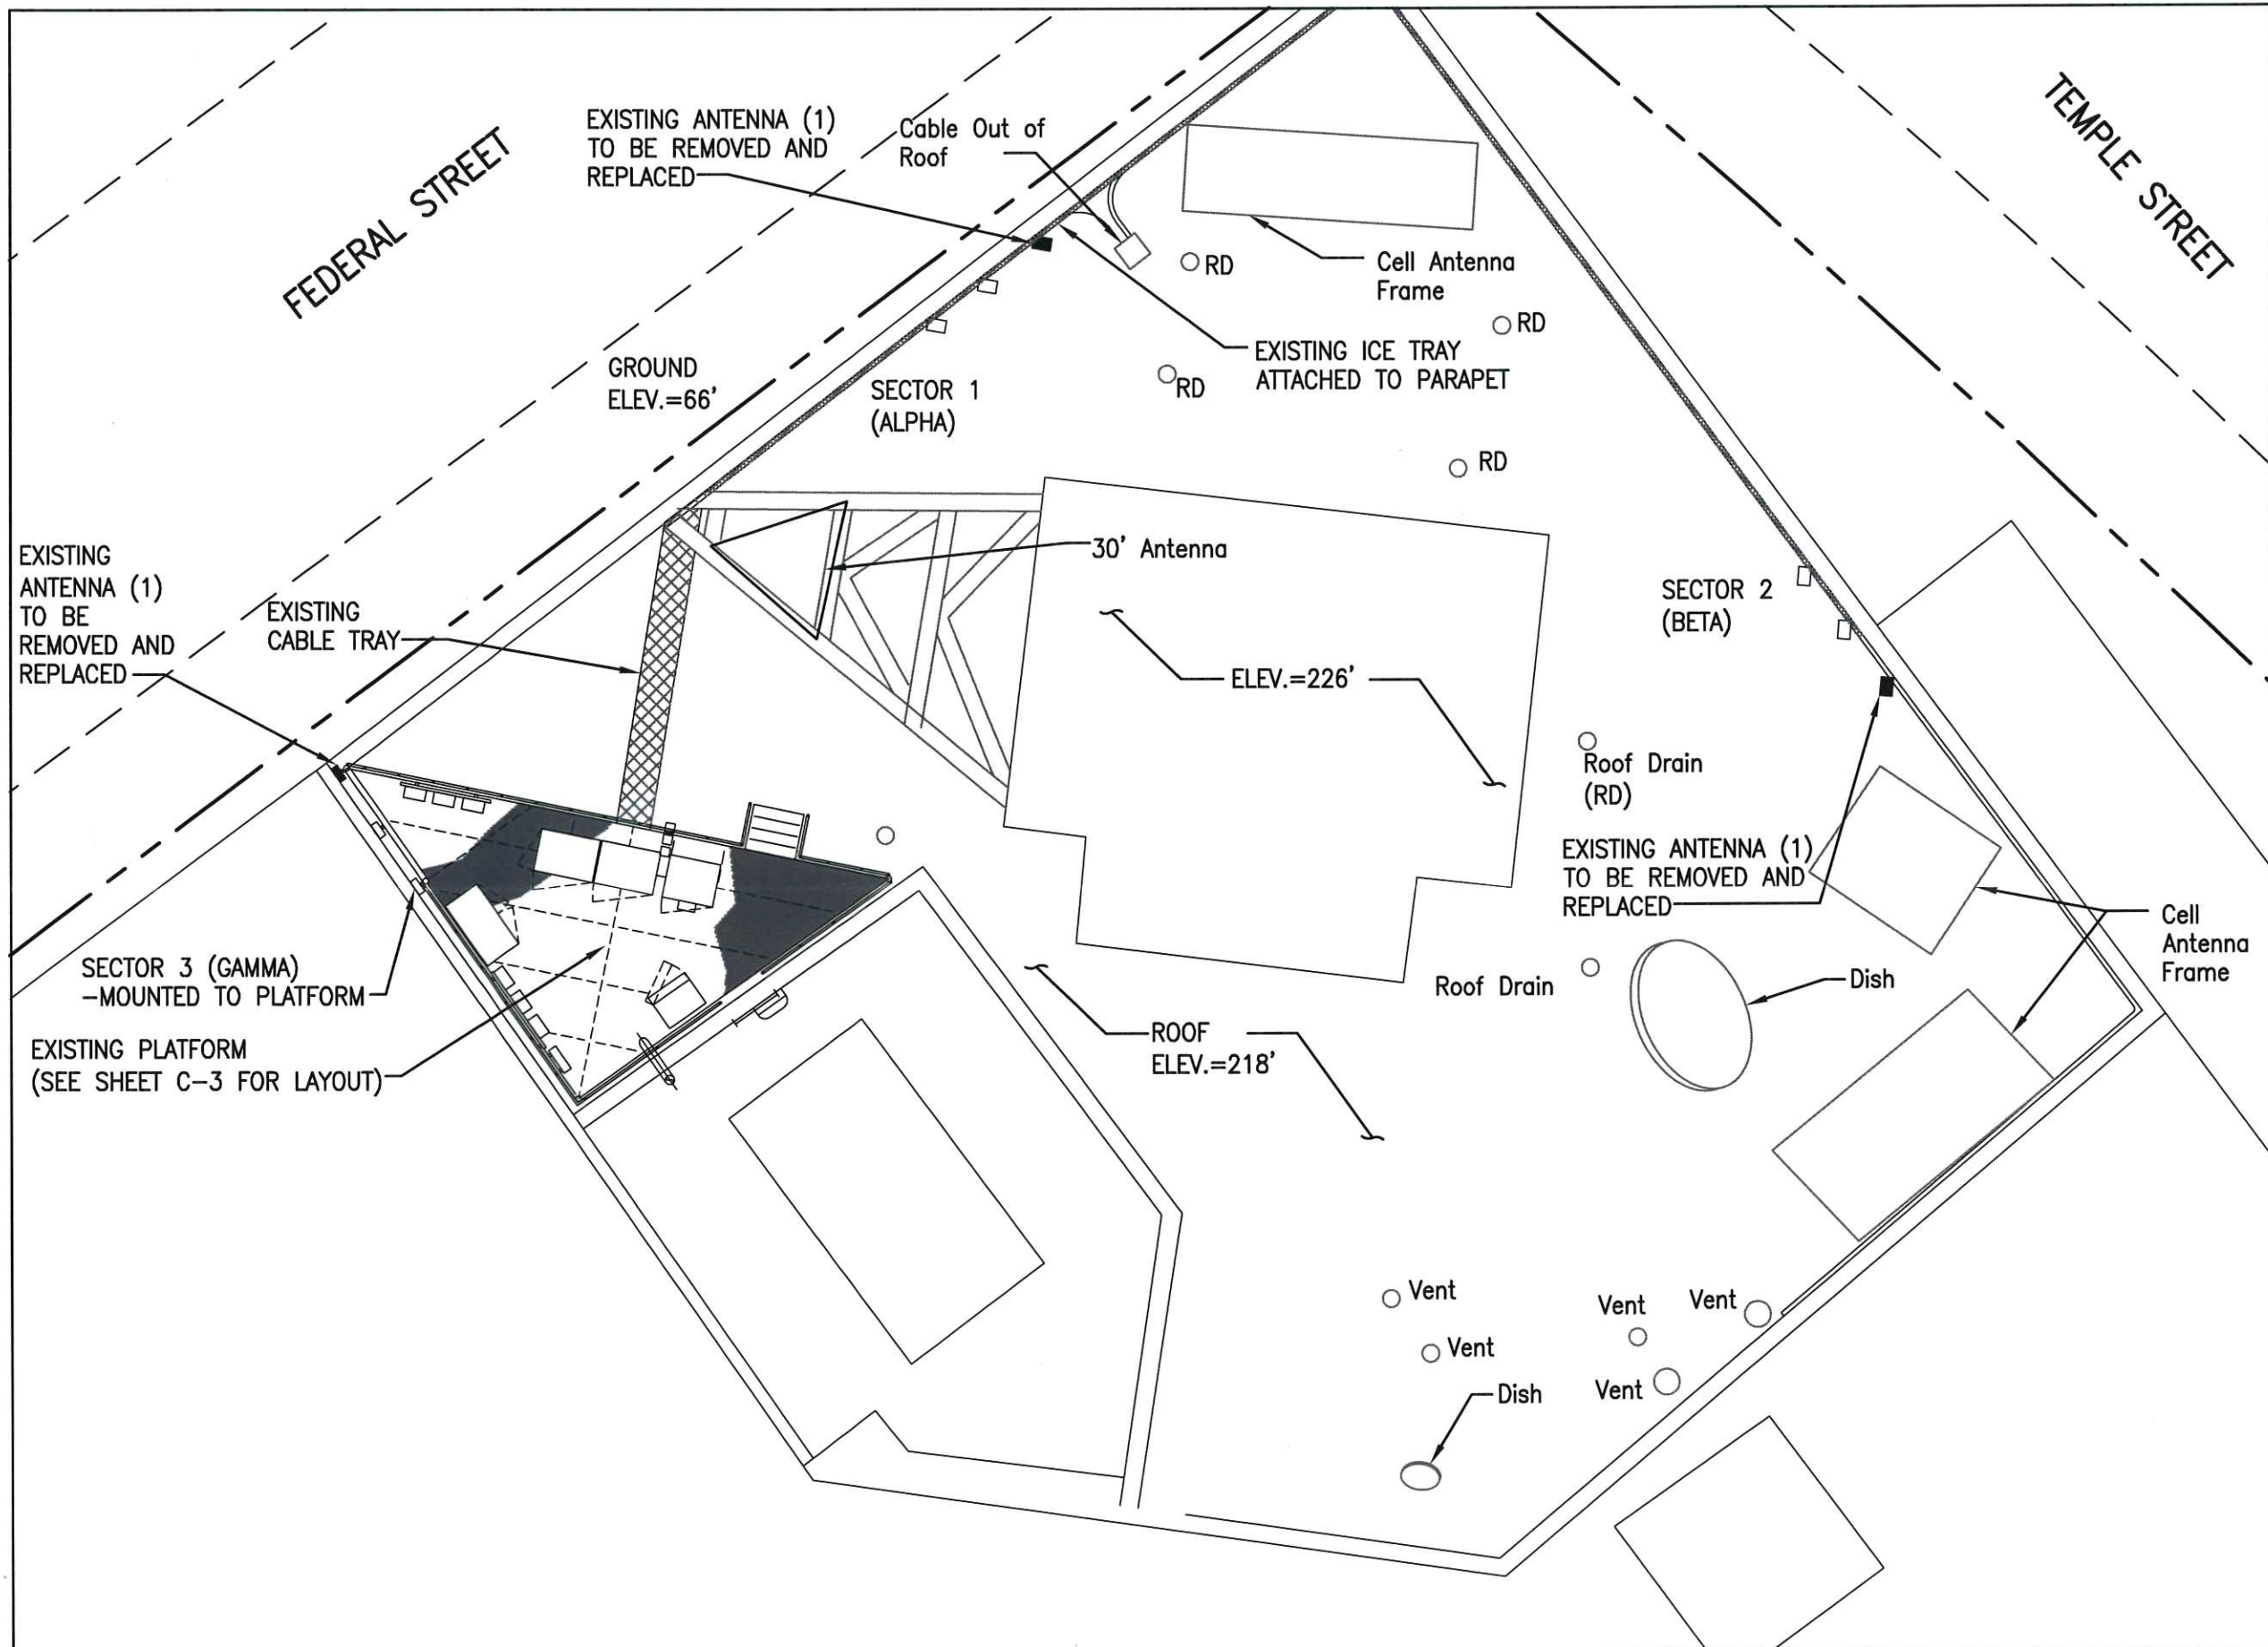 FEDERAL STREET
TEMPLE STREET
EXISTING ANTENNA (1)
TO BE REMOVED AND
REPLACED
Cable Out of
Roof
RD
Cell Antenna
Frame
RD
EXISTING ICE TRAY
ATTACHED TO PARAPET
RD
GROUND
ELEV.=66'
SECTOR 1
(ALPHA)
RD
30' Antenna
EXISTING
ANTENNA (1)
TO BE
REMOVED AND
REPLACED
EXISTING
CABLE TRAY
SECTOR 2
(BETA)
ELEV.=226'
Roof Drain
(RD)
EXISTING ANTENNA (1)
TO BE REMOVED AND
REPLACED
Cell
Antenna
Frame
SECTOR 3 (GAMMA)
-MOUNTED TO PLATFORM
Roof Drain
Dish
EXISTING PLATFORM
(SEE SHEET C-3 FOR LAYOUT)
ROOF
ELEV.=218'
Vent
Vent
Vent
Vent
Vent
Dish